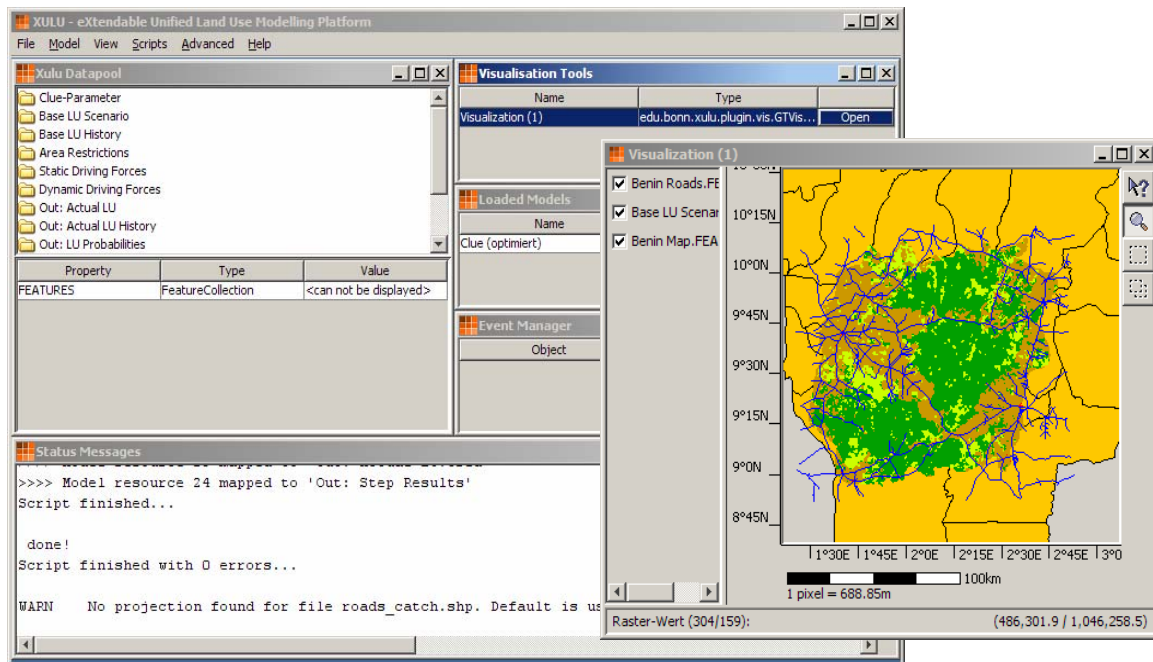 XULU - eXtendable Unified Land Use Modelling Platform
File Model View Scripts Advanced Help
Xulu Datapool
Clue-Parameter
Base LU Scenario
Base LU History
Area Restrictions
Static Driving Forces
Dynamic Driving Forces
Out: Actual LU
Out: Actual LU History
Out: LU Probabilities
Property Type Value
FEATURES FeatureCollection <can not be displayed>
Visualisation Tools
Name Type
Visualization (1) edu.bonn.xulu.plugin.vis.GTVis... Open
Loaded Models
Name
Clue (optimiert)
Event Manager
Object
Status Messages
>>>> Model resource 24 mapped to 'Out: Step Results'
Script finished...
done!
Script finished with 0 errors...
WARN No projection found for file roads_catch.shp. Default is us
Visualization (1)
Benin Roads.FE
Base LU Scenar
Benin Map.FEA
10°15N
10°0N
9°45N
9°30N
9°15N
9°0N
8°45N
1°30E 1°45E 2°0E 2°15E 2°30E 2°45E 3°0
100km
1 pixel = 688.85m
Raster-Wert (304/159): (486,301.9 / 1,046,258.5)